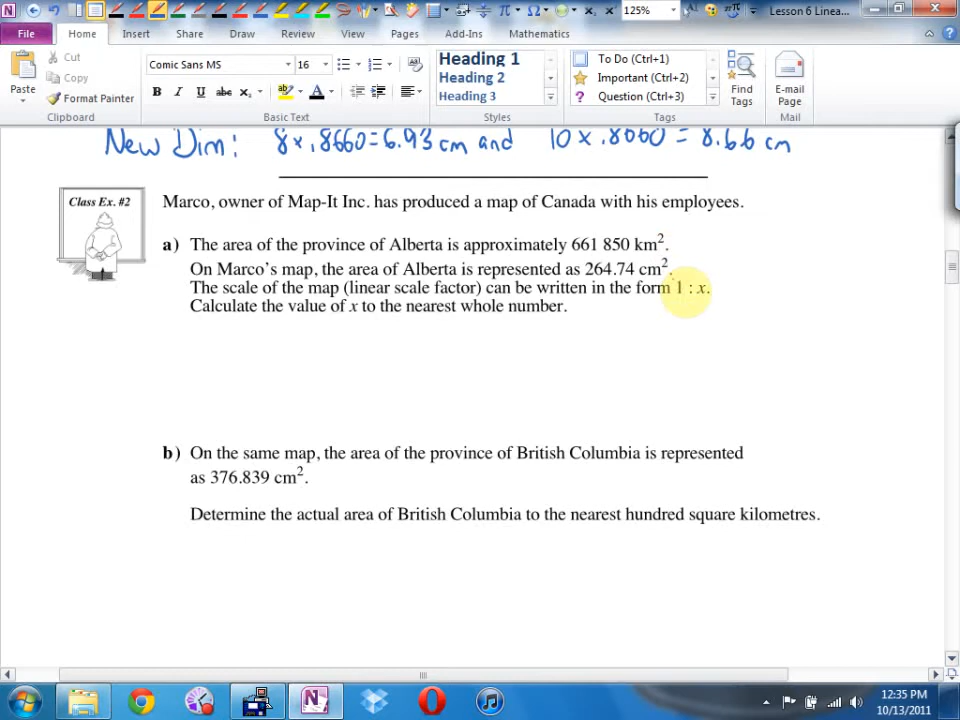 125%
Lesson 6 Linea...
File Home Insert Share Draw Review View Pages Add-Ins Mathematics
Paste
Cut
Copy
Format Painter
Clipboard
Comic Sans MS 16
B I U abc x₂ ab A
Basic Text
Heading 1
Heading 2
Heading 3
Styles
To Do (Ctrl+1)
Important (Ctrl+2)
? Question (Ctrl+3)
Tags
Find
Tags
E-mail
Page
Mail
New Dim: 8 x .8660 = 6.93 cm and 10 x .8660 = 8.66 cm
Class Ex. #2
Marco, owner of Map-It Inc. has produced a map of Canada with his employees.
a) The area of the province of Alberta is approximately 661 850 km².
On Marco's map, the area of Alberta is represented as 264.74 cm².
The scale of the map (linear scale factor) can be written in the form 1 : x.
Calculate the value of x to the nearest whole number.
b) On the same map, the area of the province of British Columbia is represented
as 376.839 cm².
Determine the actual area of British Columbia to the nearest hundred square kilometres.
12:35 PM
10/13/2011